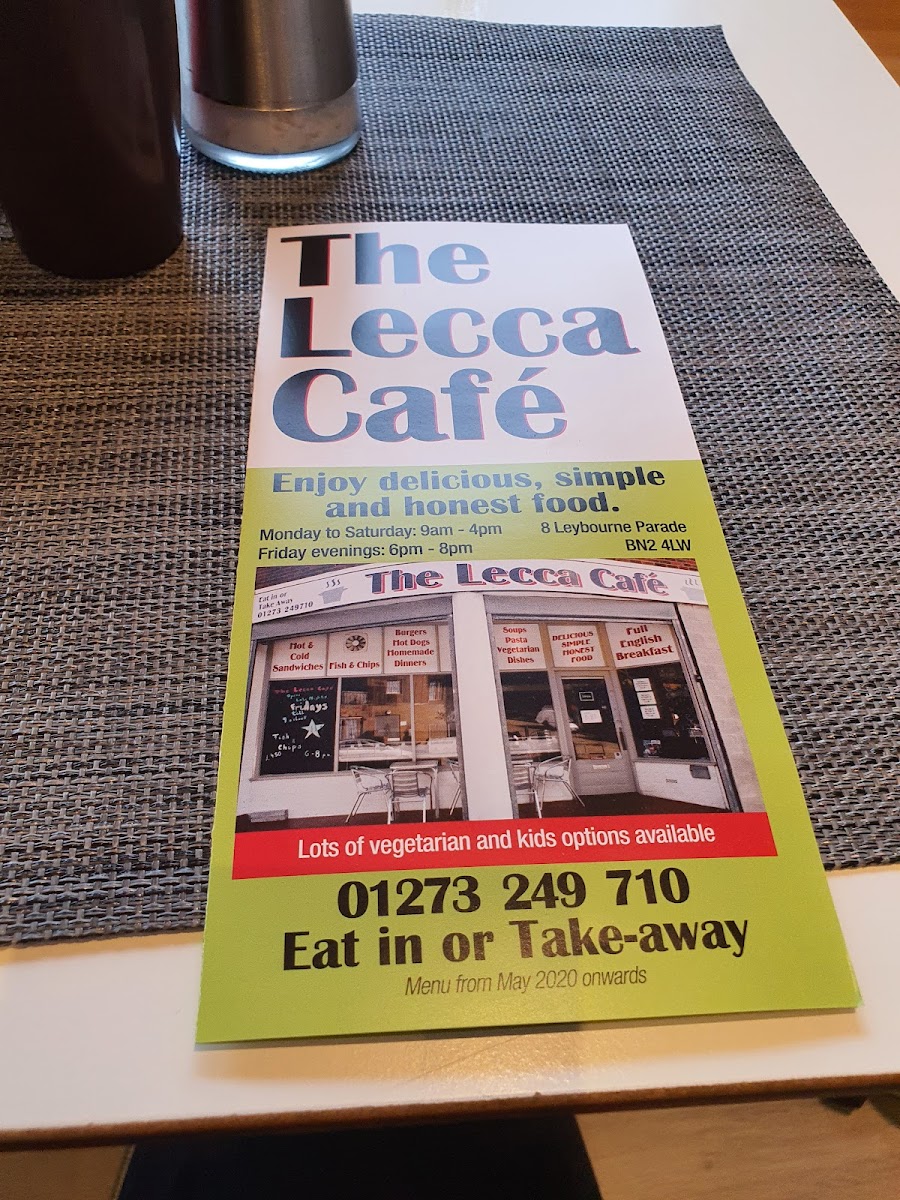 The
Lecca
Café
Enjoy delicious, simple
and honest food.
Monday to Saturday: 9am - 4pm
Friday evenings: 6pm - 8pm
8 Leybourne Parade
BN2 4LW
The Lecca Café
Eat in or
Take Away
01273 249710
Hot &
Cold
Sandwiches
Fish & Chips
Burgers
Hot Dogs
Homemade
Dinners
Soups
Pasta
Vegetarian
Dishes
DELICIOUS
SIMPLE
HONEST
FOOD
Full
English
Breakfast
The Lecca Café
Fridays
Fish
&
Chops
6-8pm
Lots of vegetarian and kids options available
01273 249 710
Eat in or Take-away
Menu from May 2020 onwards